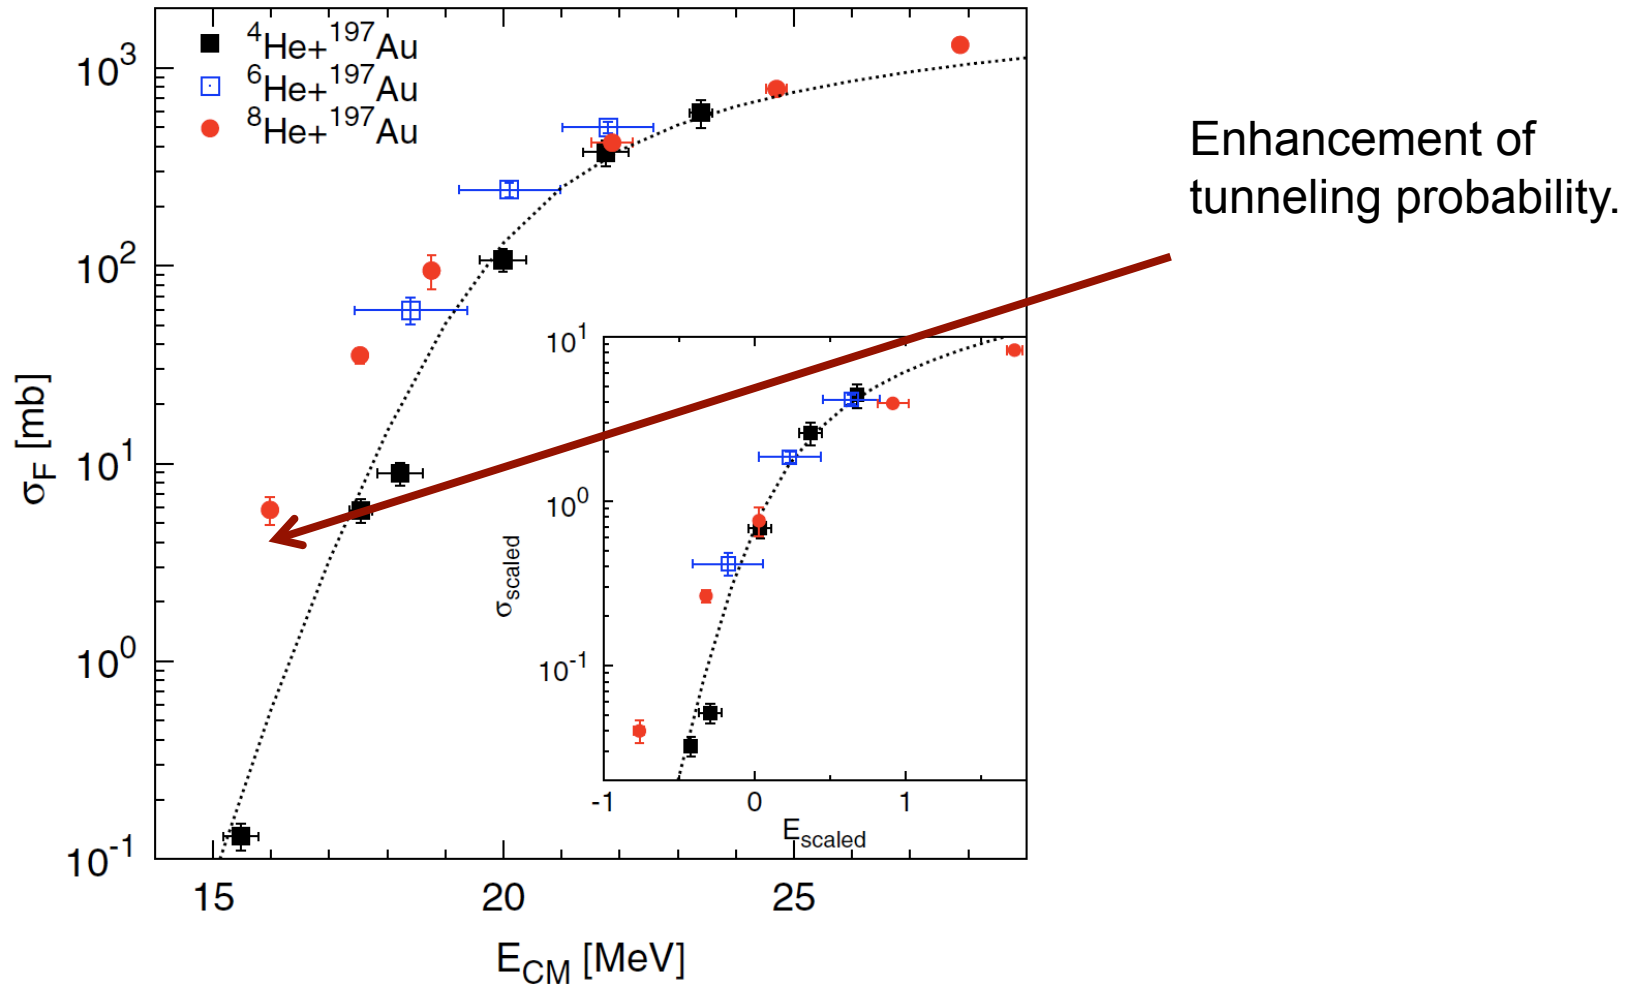 ⁴He+¹⁹⁷Au
⁶He+¹⁹⁷Au
⁸He+¹⁹⁷Au
Enhancement of
tunneling probability.
10³
10²
10¹
10⁰
10⁻¹
σ_F [mb]
15 20 25
E_CM [MeV]
10¹
10⁰
10⁻¹
σ_scaled
-1 0 1
E_scaled